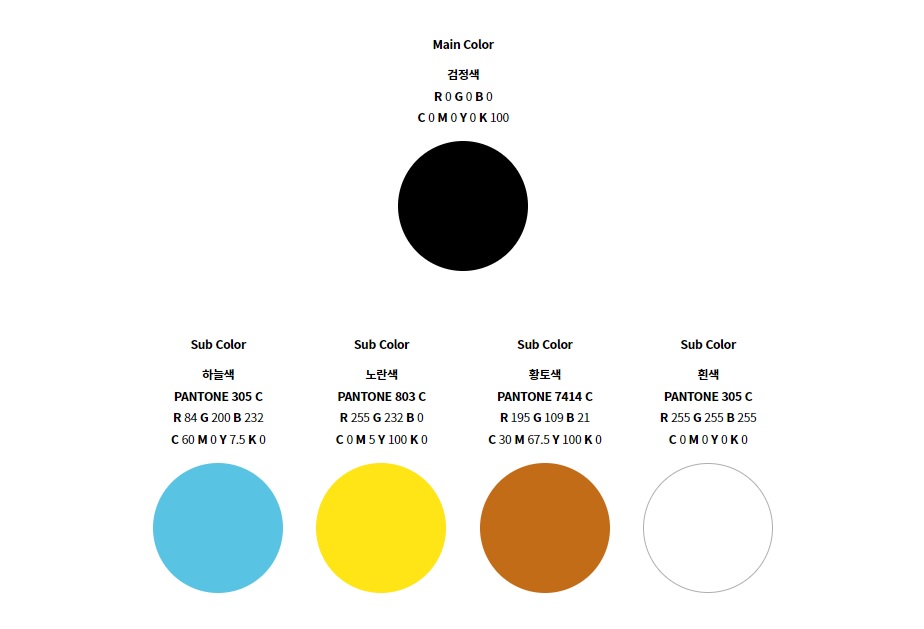 Main Color
검정색
R 0 G 0 B 0
C 0 M 0 Y 0 K 100
Sub Color
하늘색
PANTONE 305 C
R 84 G 200 B 232
C 60 M 0 Y 7.5 K 0
Sub Color
노란색
PANTONE 803 C
R 255 G 232 B 0
C 0 M 5 Y 100 K 0
Sub Color
황토색
PANTONE 7414 C
R 195 G 109 B 21
C 30 M 67.5 Y 100 K 0
Sub Color
흰색
PANTONE 305 C
R 255 G 255 B 255
C 0 M 0 Y 0 K 0